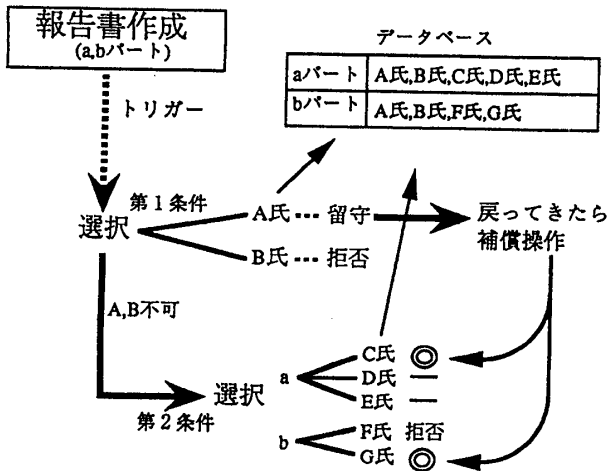 報告書作成
(a,bパート)
データベース
aパート A氏,B氏,C氏,D氏,E氏
bパート A氏,B氏,F氏,G氏
トリガー
第1条件
選択
A氏 … 留守
B氏 … 拒否
戻ってきたら
補償操作
A,B不可
選択
第2条件
a
C氏 ◎
D氏 —
E氏 —
b
F氏 拒否
G氏 ◎